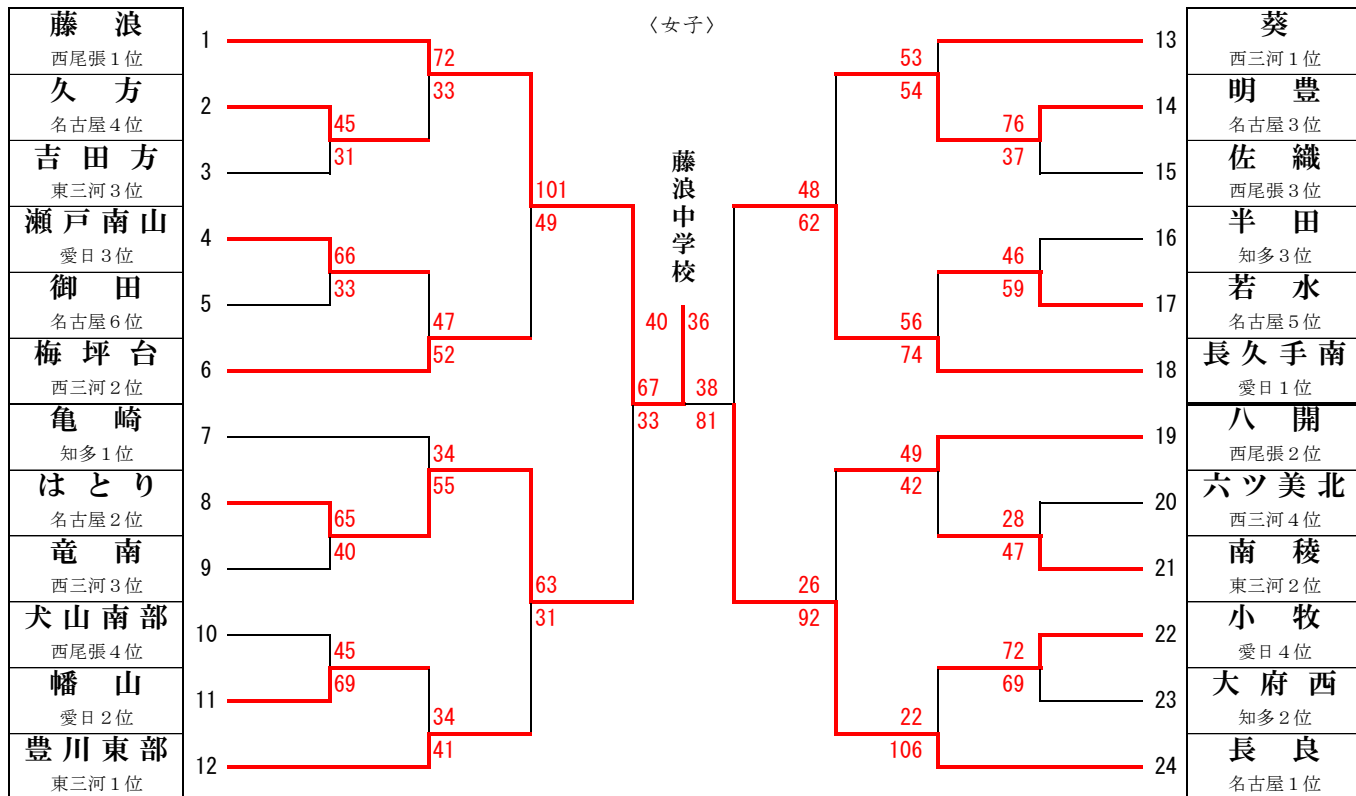 〈女子〉
藤浪
西尾張1位
1
久方
名古屋4位
2
吉田方
東三河3位
3
瀬戸南山
愛日3位
4
御田
名古屋6位
5
梅坪台
西三河2位
6
亀崎
知多1位
7
はとり
名古屋2位
8
竜南
西三河3位
9
犬山南部
西尾張4位
10
幡山
愛日2位
11
豊川東部
東三河1位
12
72
33
45
31
101
49
66
33
47
52
67
33
34
55
65
40
63
31
45
69
34
41
藤浪中学校
40 36
38
81
53
54
76
37
48
62
46
59
56
74
49
42
28
47
26
92
72
69
22
106
13
葵
西三河1位
14
明豊
名古屋3位
15
佐織
西尾張3位
16
半田
知多3位
17
若水
名古屋5位
18
長久手南
愛日1位
19
八開
西尾張2位
20
六ツ美北
西三河4位
21
南稜
東三河2位
22
小牧
愛日4位
23
大府西
知多2位
24
長良
名古屋1位